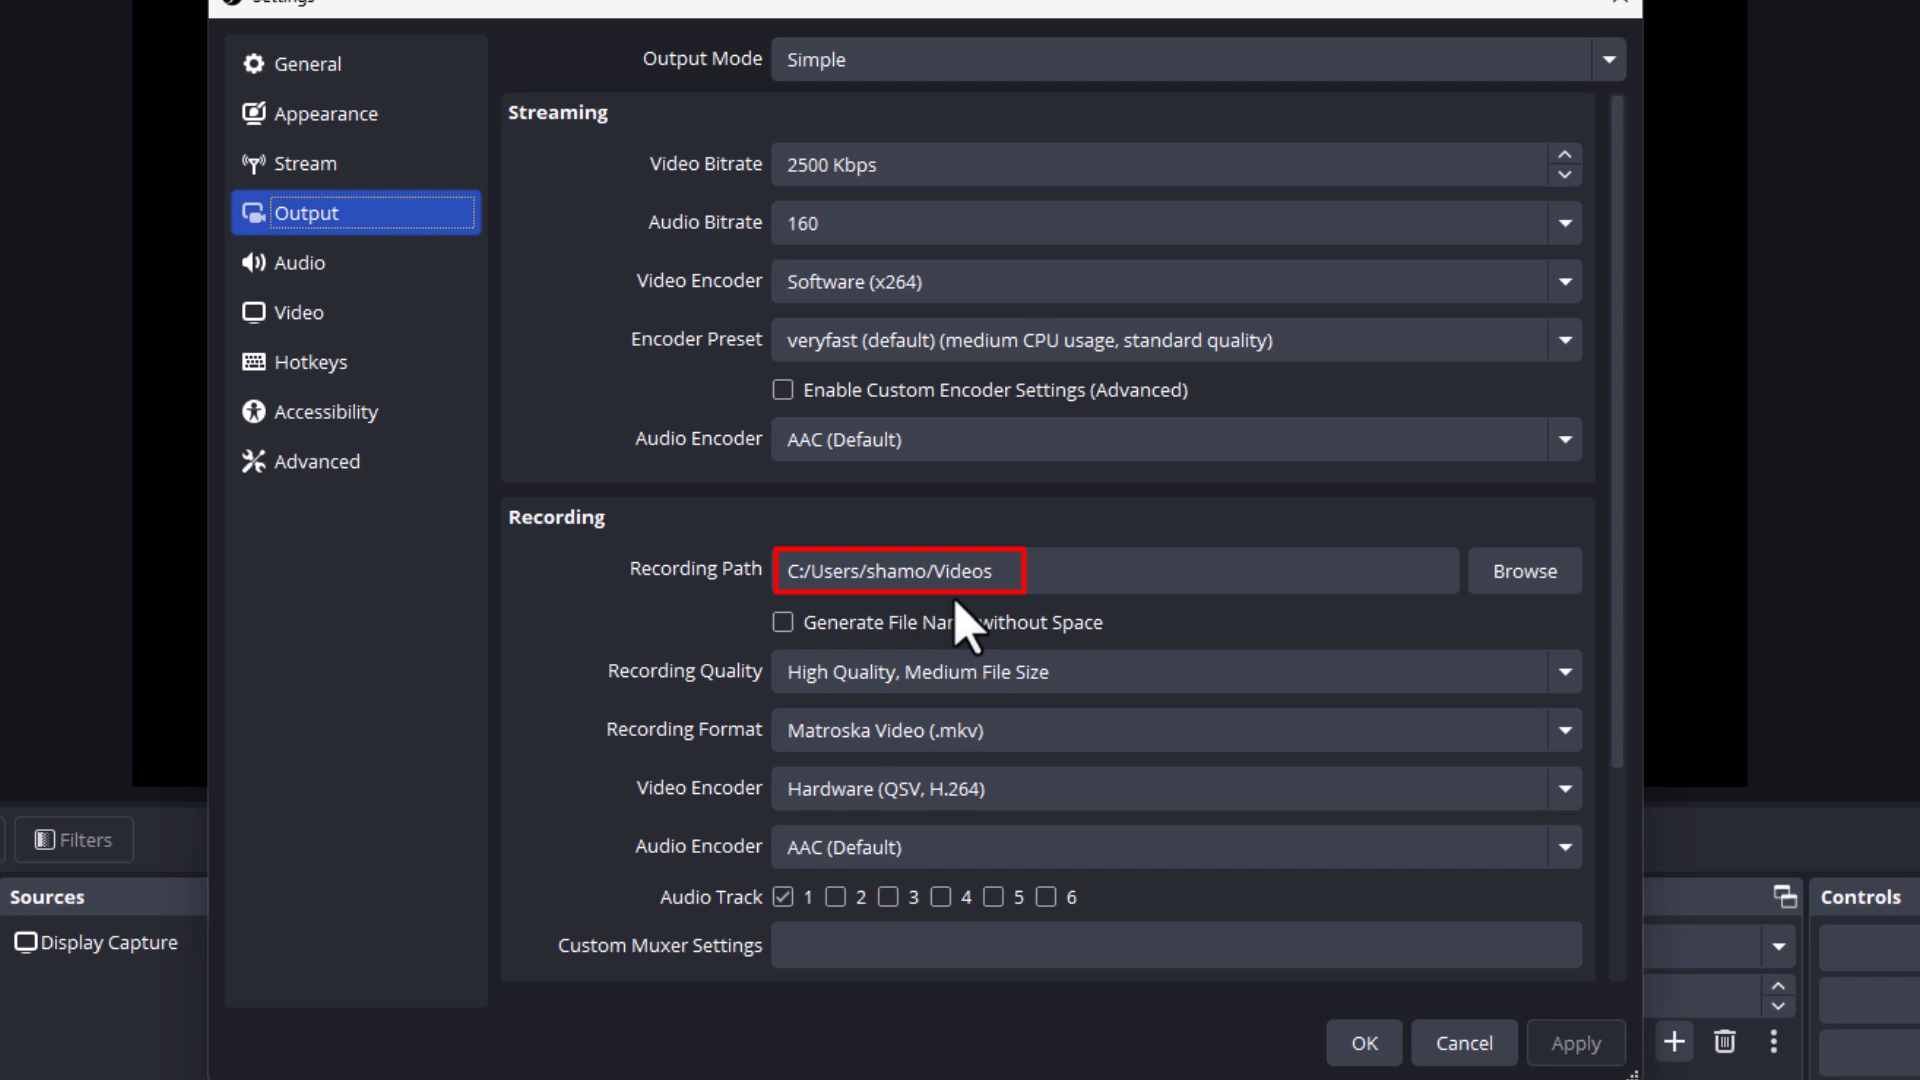 Settings
General
Appearance
Stream
Output
Audio
Video
Hotkeys
Accessibility
Advanced
Output Mode Simple
Streaming
Video Bitrate 2500 Kbps
Audio Bitrate 160
Video Encoder Software (x264)
Encoder Preset veryfast (default) (medium CPU usage, standard quality)
Enable Custom Encoder Settings (Advanced)
Audio Encoder AAC (Default)
Recording
Recording Path C:/Users/shamo/Videos Browse
Generate File Name without Space
Recording Quality High Quality, Medium File Size
Recording Format Matroska Video (.mkv)
Video Encoder Hardware (QSV, H.264)
Audio Encoder AAC (Default)
Audio Track 1 2 3 4 5 6
Custom Muxer Settings
OK Cancel Apply
Filters
Sources
Display Capture
Controls